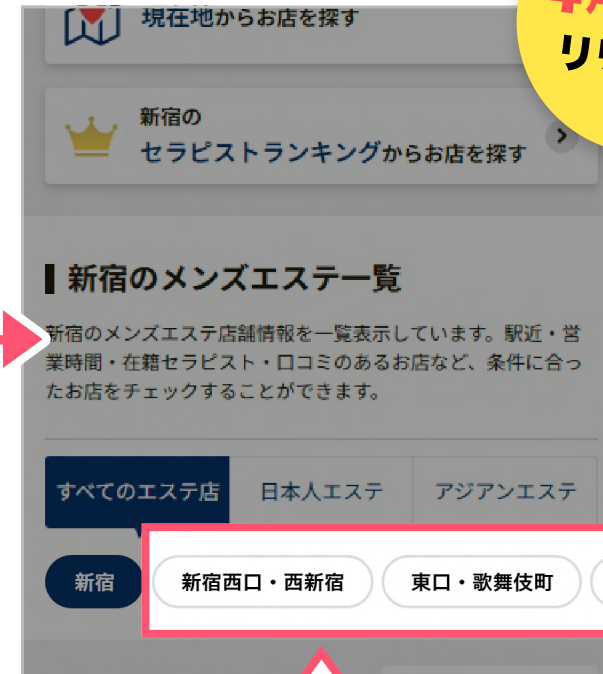 現在地からお店を探す
リ
新宿の
セラピストランキングからお店を探す
新宿のメンズエステ一覧
新宿のメンズエステ店舗情報を一覧表示しています。駅近・営
業時間・在籍セラピスト・口コミのあるお店など、条件に合っ
たお店をチェックすることができます。
すべてのエステ店 日本人エステ アジアンエステ
新宿 新宿西口・西新宿 東口・歌舞伎町